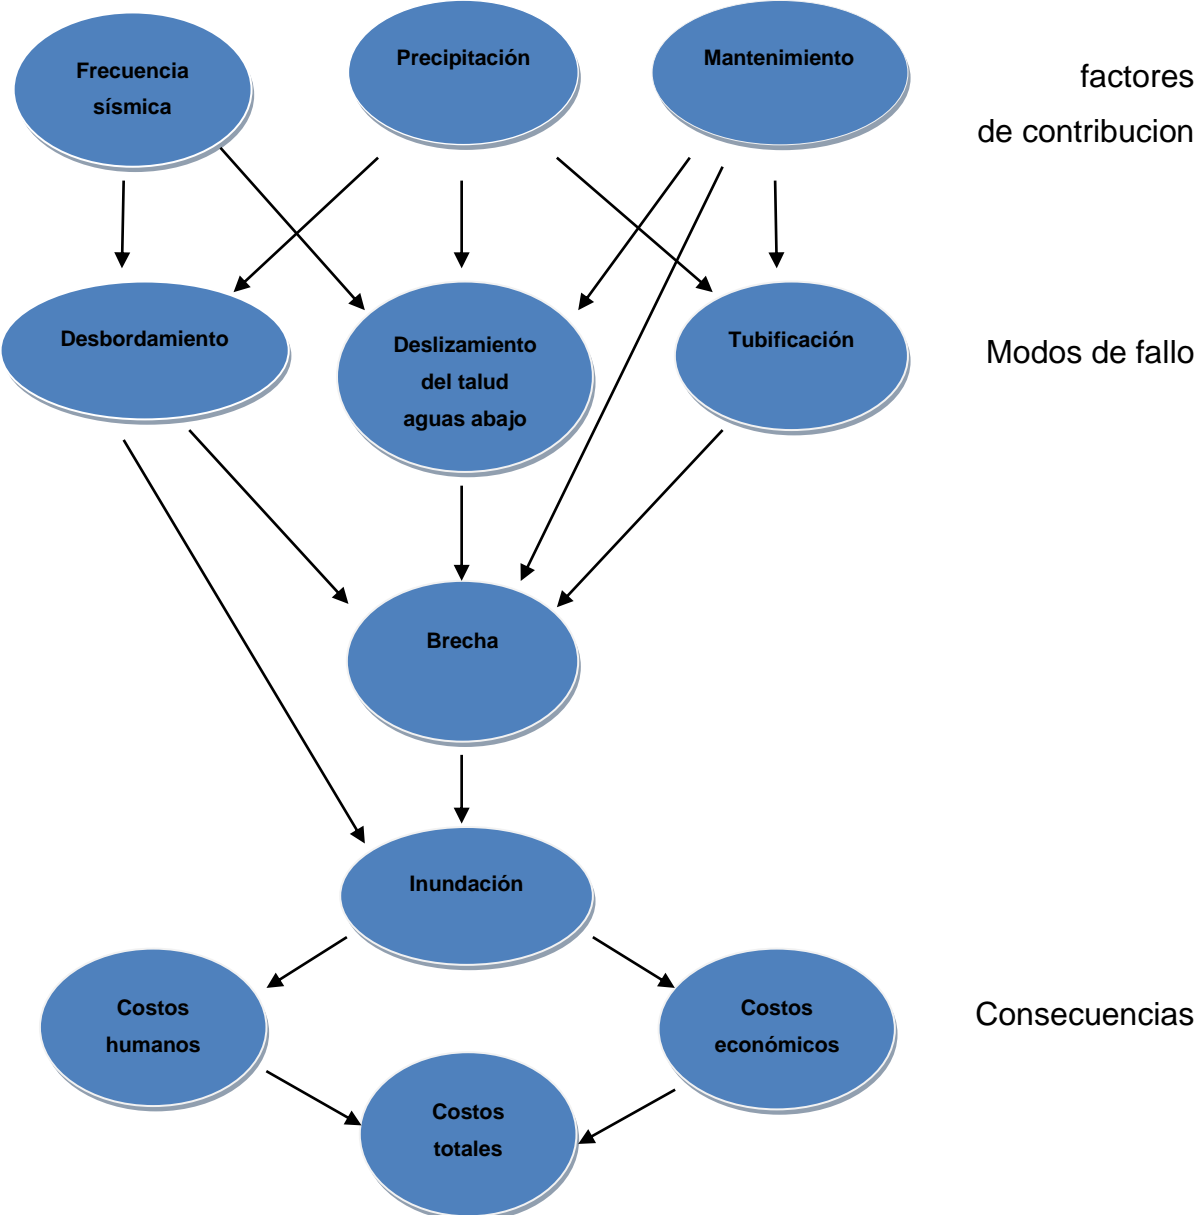 Frecuencia
sísmica
Precipitación
Mantenimiento
factores
de contribucion
Desbordamiento
Deslizamiento
del talud
aguas abajo
Tubificación
Modos de fallo
Brecha
Inundación
Costos
humanos
Costos
económicos
Consecuencias
Costos
totales